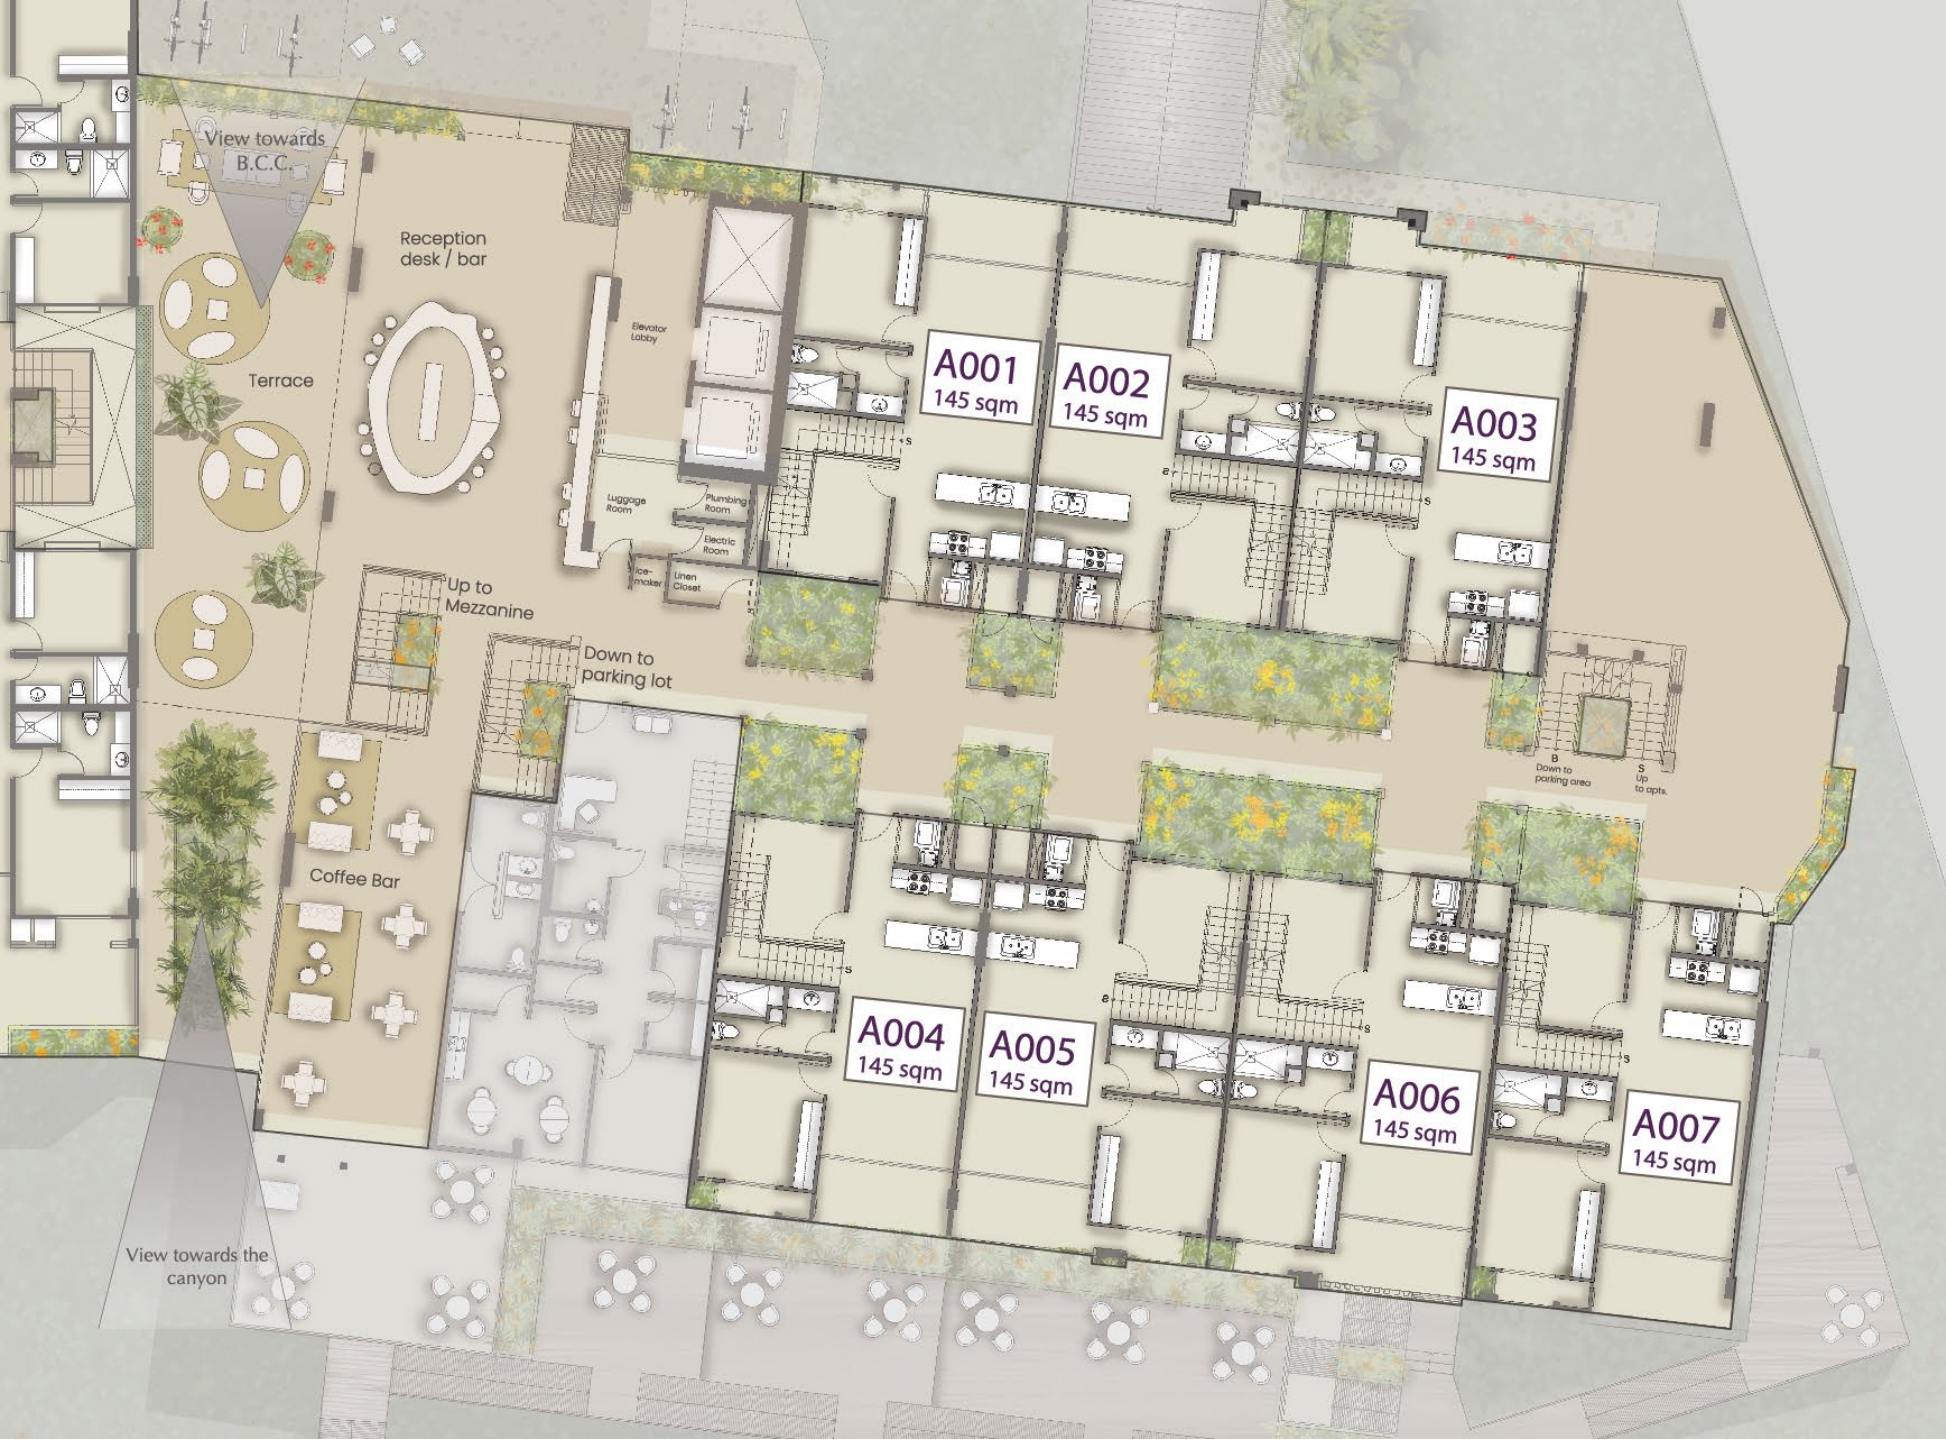 View towards
B.C.C.
Reception
desk / bar
Elevator
Lobby
Terrace
A001
145 sqm
A002
145 sqm
A003
145 sqm
S
S
S
Luggage
Room
Plumbing
Room
Electric
Room
Ice-
maker
Linen
Closet
Up to
Mezzanine
Down to
parking lot
B
Down to
parking area
S
Up
to apts.
Coffee Bar
S
S
S
A004
145 sqm
A005
145 sqm
A006
145 sqm
A007
145 sqm
View towards the
canyon